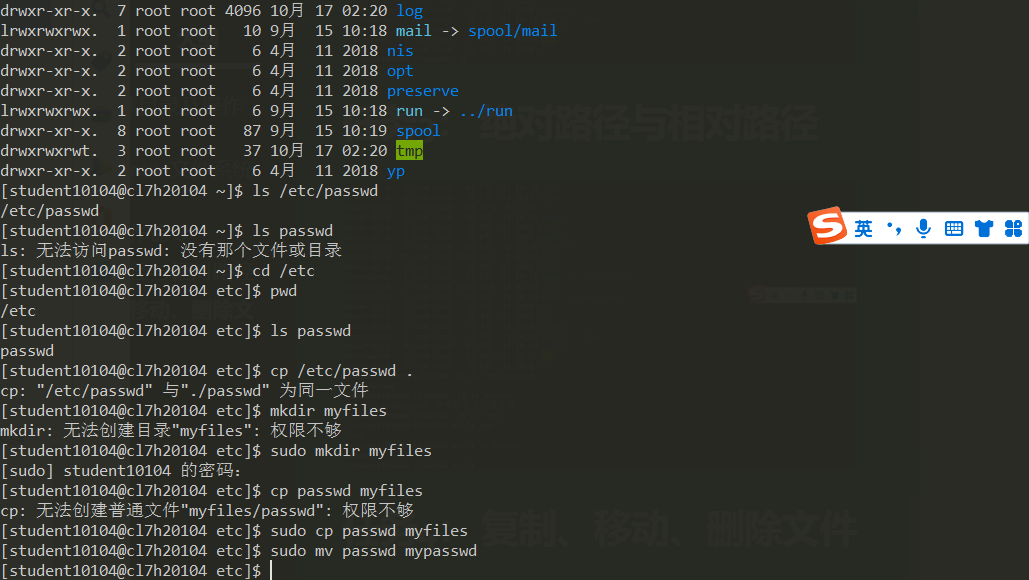 drwxr-xr-x.  7 root root 4096 10月 17 02:20 log
lrwxrwxrwx.  1 root root   10 9月  15 10:18 mail -> spool/mail
drwxr-xr-x.  2 root root    6 4月  11 2018 nis
drwxr-xr-x.  2 root root    6 4月  11 2018 opt
drwxr-xr-x.  2 root root    6 4月  11 2018 preserve
lrwxrwxrwx.  1 root root    6 9月  15 10:18 run -> ../run
drwxr-xr-x.  8 root root   87 9月  15 10:19 spool
drwxrwxrwt.  3 root root   37 10月 17 02:20 tmp
drwxr-xr-x.  2 root root    6 4月  11 2018 yp
[student10104@cl7h20104 ~]$ ls /etc/passwd
/etc/passwd
[student10104@cl7h20104 ~]$ ls passwd
ls: 无法访问passwd: 没有那个文件或目录
[student10104@cl7h20104 ~]$ cd /etc
[student10104@cl7h20104 etc]$ pwd
/etc
[student10104@cl7h20104 etc]$ ls passwd
passwd
[student10104@cl7h20104 etc]$ cp /etc/passwd .
cp: "/etc/passwd" 与"./passwd" 为同一文件
[student10104@cl7h20104 etc]$ mkdir myfiles
mkdir: 无法创建目录"myfiles": 权限不够
[student10104@cl7h20104 etc]$ sudo mkdir myfiles
[sudo] student10104 的密码:
[student10104@cl7h20104 etc]$ cp passwd myfiles
cp: 无法创建普通文件"myfiles/passwd": 权限不够
[student10104@cl7h20104 etc]$ sudo cp passwd myfiles
[student10104@cl7h20104 etc]$ sudo mv passwd mypasswd
[student10104@cl7h20104 etc]$
绝对路径与相对路径
英
复制、移动、删除文件